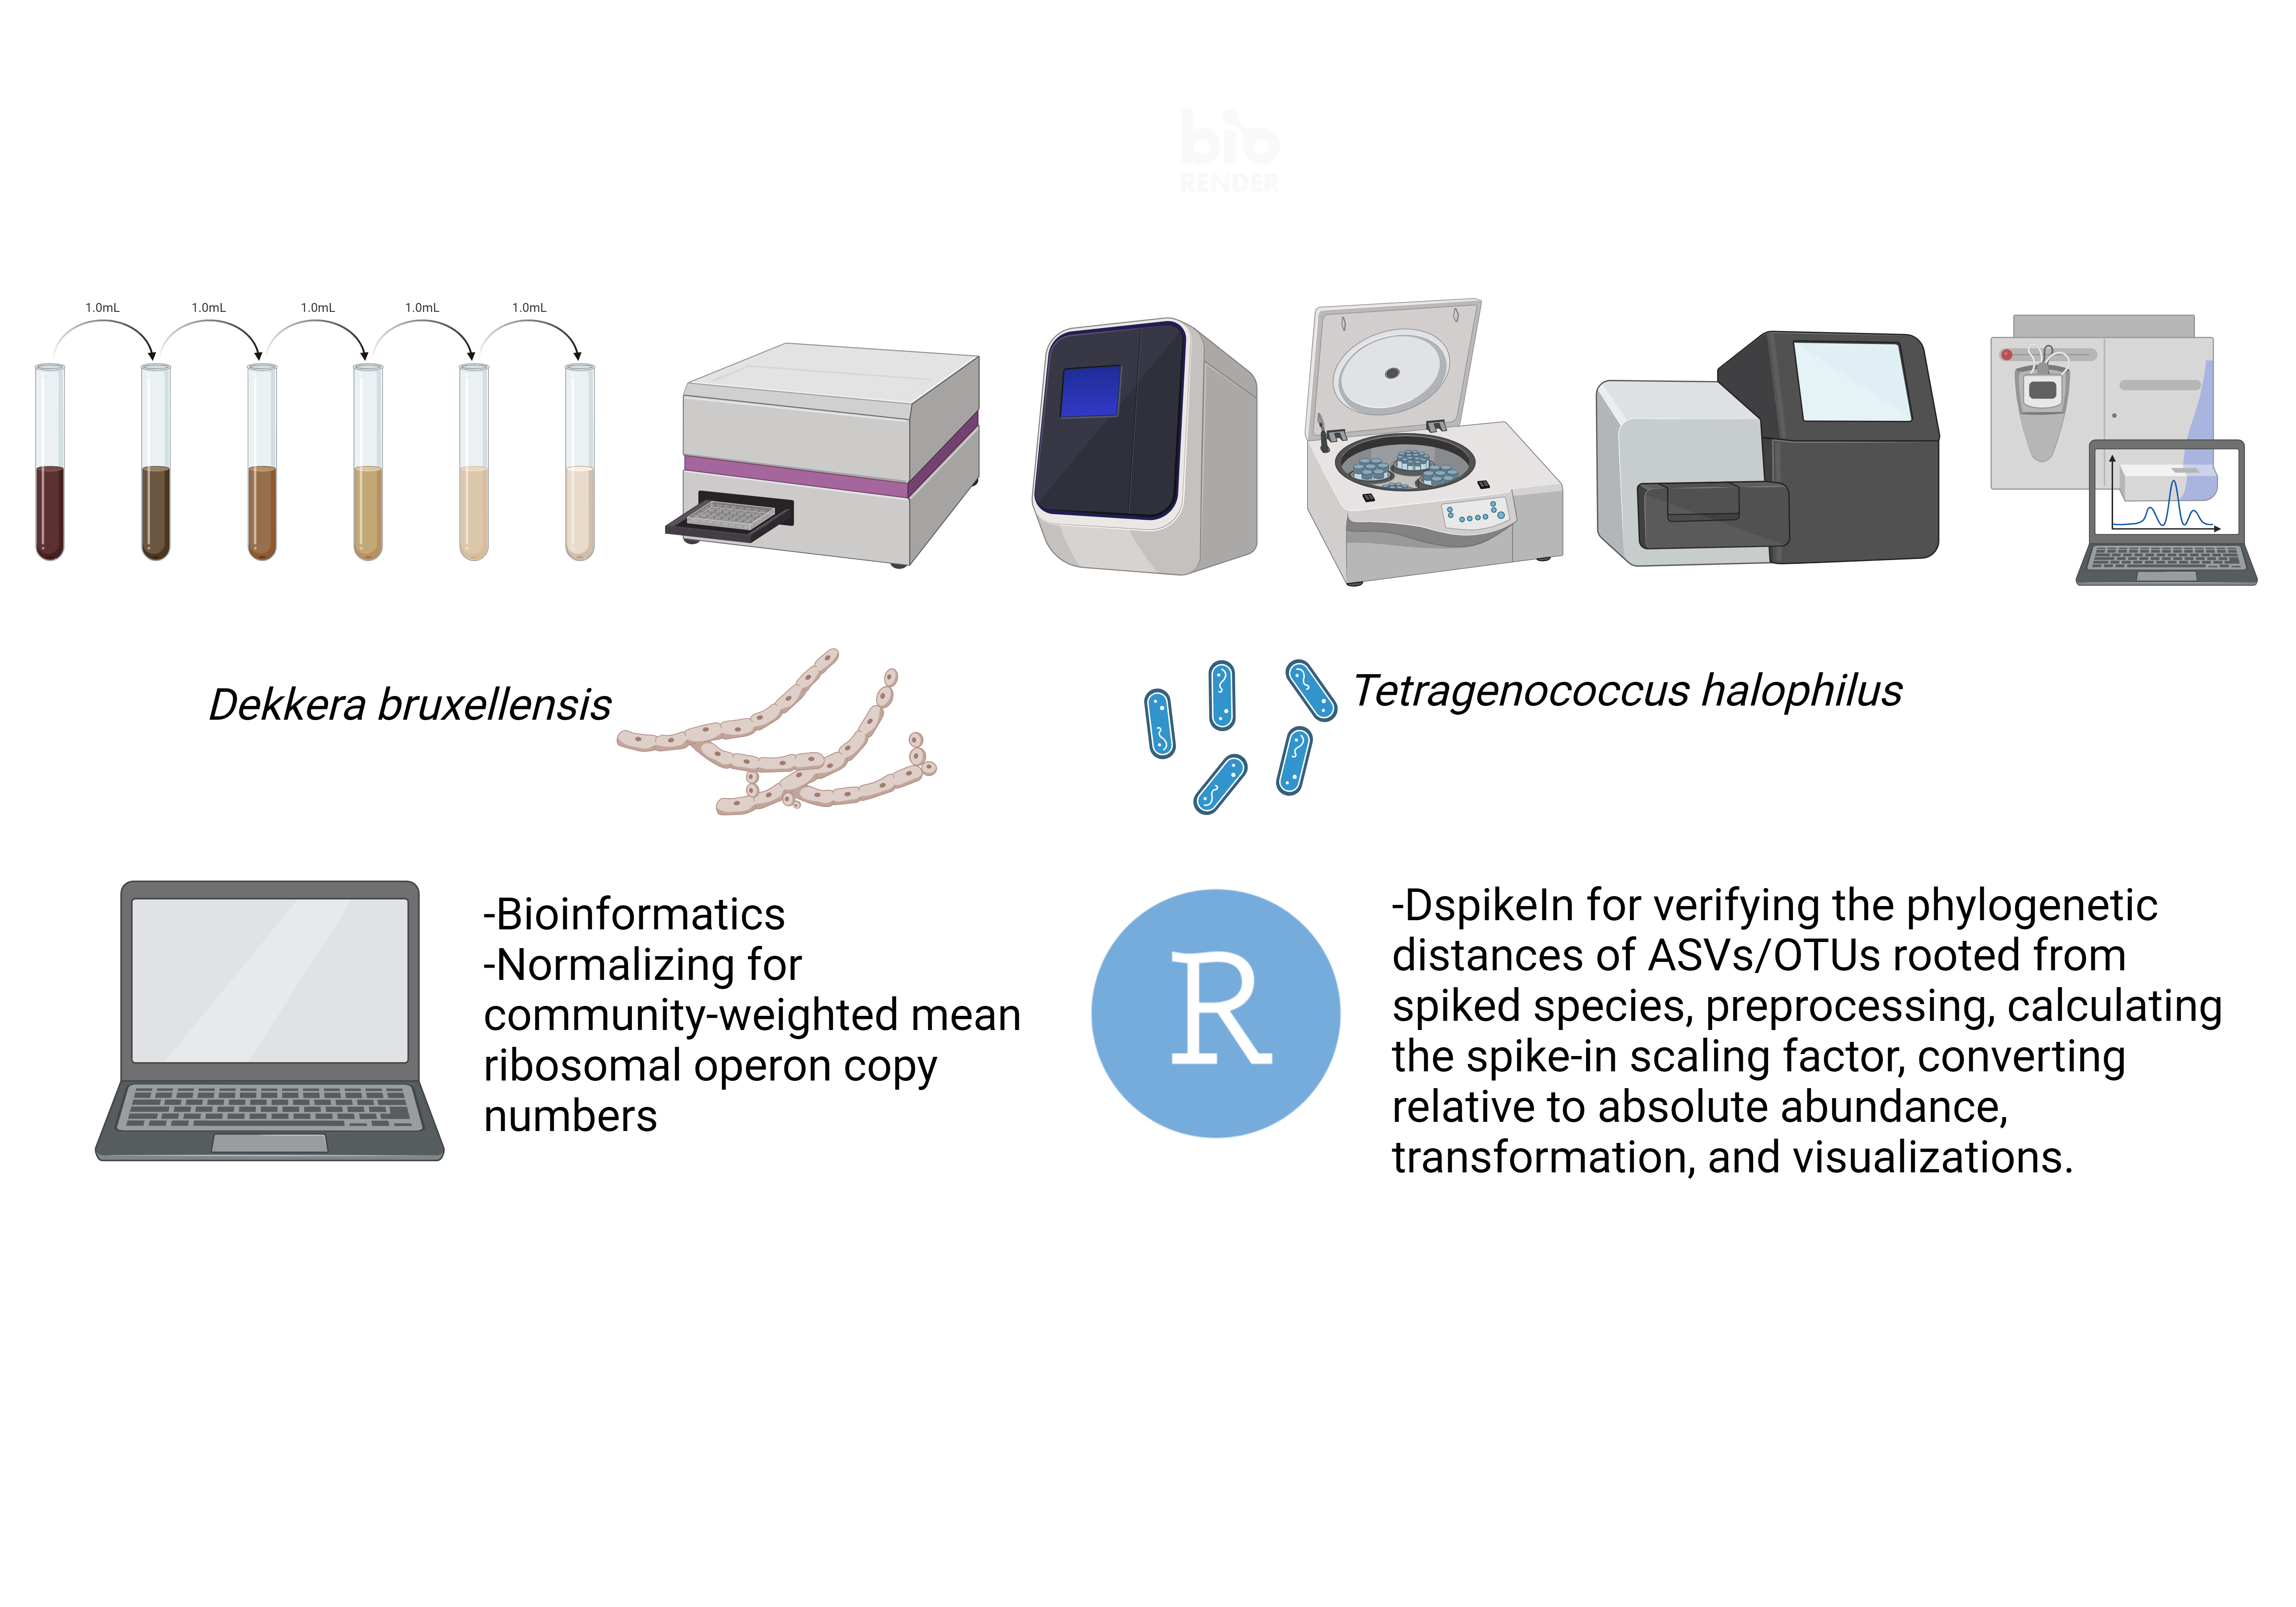 bio
RENDER
1.0mL 1.0mL 1.0mL 1.0mL 1.0mL
Dekkera bruxellensis
Tetragenococcus halophilus
-Bioinformatics
-Normalizing for
community-weighted mean
ribosomal operon copy
numbers
R
-DspikeIn for verifying the phylogenetic
distances of ASVs/OTUs rooted from
spiked species, preprocessing, calculating
the spike-in scaling factor, converting
relative to absolute abundance,
transformation, and visualizations.